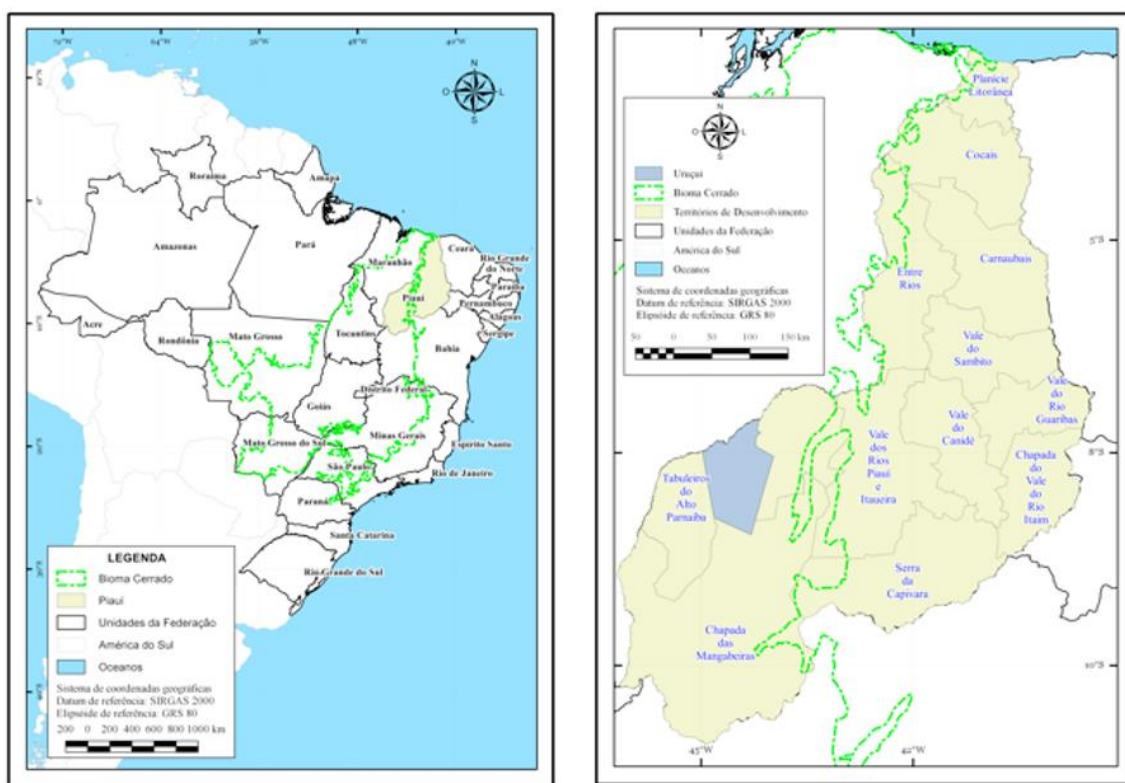 72°W 64°W 56°W 48°W 40°W
N
O L
S
Roraima
Amapá
0°
Amazonas
Pará
Maranhão
Ceará
Rio Grande
do Norte
Paraíba
Piauí
Pernambuco
Alagoas
Sergipe
Acre
Rondônia
Mato Grosso
Tocantins
Bahia
Distrito Federal
Goiás
Minas Gerais
Mato Grosso do Sul
Espírito Santo
São Paulo
Rio de Janeiro
Paraná
Santa Catarina
Rio Grande do Sul
LEGENDA
Bioma Cerrado
Piauí
Unidades da Federação
América do Sul
Oceanos
Sistema de coordenadas geográficas
Datum de referência: SIRGAS 2000
Elipsóide de referência: GRS 80
200 0 200 400 600 800 1000 km
N
O L
S
Uruçuí
Bioma Cerrado
Territórios de Desenvolvimento
Unidades da Federação
América do Sul
Oceanos
Sistema de coordenadas geográficas
Datum de referência: SIRGAS 2000
Elipsóide de referência: GRS 80
50 0 50 100 150 km
Planície
Litorânea
Cocais
5°S
Carnaubais
Entre
Rios
Vale
do
Sambito
Vale
do Rio
Guaribas
Vale
do
Canidé
Vale
dos Rios
Piauí
e
Itaueira
8°S
Chapada
do Vale
do Rio
Itaim
Tabuleiro
do Alto
Parnaíba
Serra
da
Capivara
Chapada
das
Mangabeiras
10°S
45°W 42°W